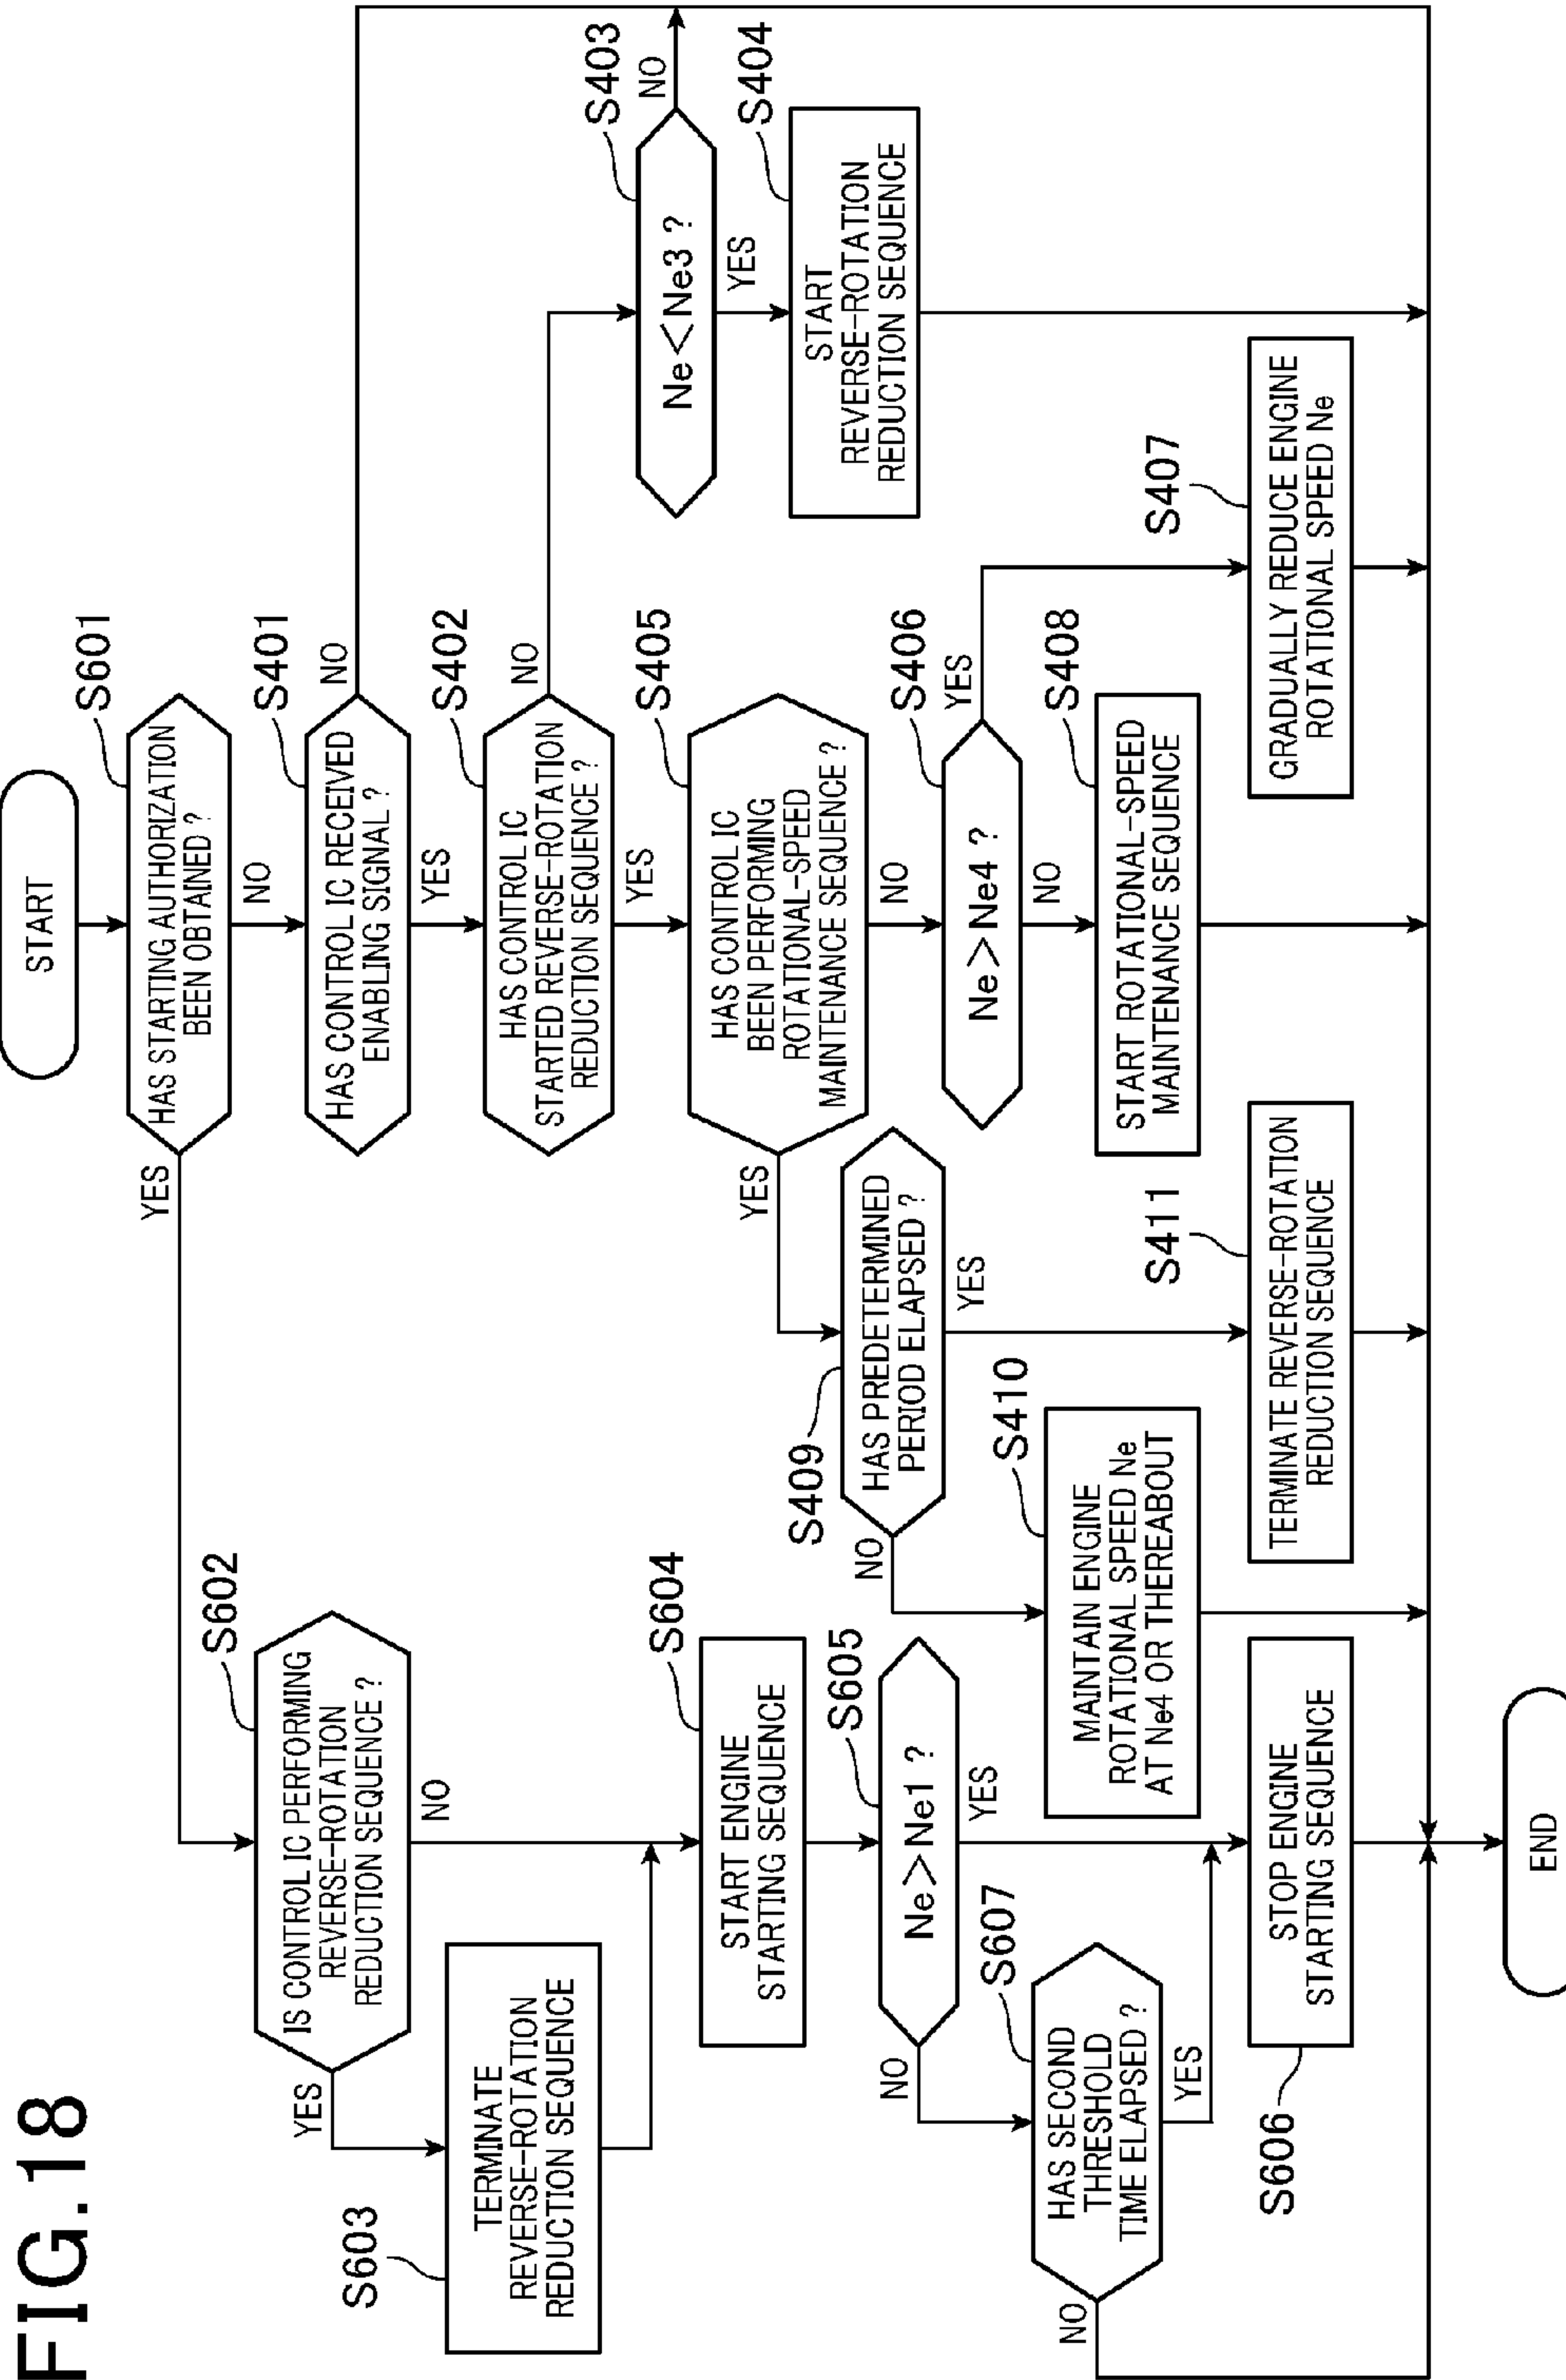 FIG.18
START
S601
HAS STARTING AUTHORIZATION
BEEN OBTAINED ?
YES
NO
S401
HAS CONTROL IC RECEIVED
ENABLING SIGNAL ?
NO
YES
S402
HAS CONTROL IC
STARTED REVERSE-ROTATION
REDUCTION SEQUENCE ?
NO
YES
S403
Ne<Ne3 ?
NO
YES
S404
START
REVERSE-ROTATION
REDUCTION SEQUENCE
S405
HAS CONTROL IC
BEEN PERFORMING
ROTATIONAL-SPEED
MAINTENANCE SEQUENCE ?
YES
NO
S406
Ne>Ne4 ?
YES
NO
S407
GRADUALLY REDUCE ENGINE
ROTATIONAL SPEED Ne
S408
START ROTATIONAL-SPEED
MAINTENANCE SEQUENCE
S409
HAS PREDETERMINED
PERIOD ELAPSED ?
NO
YES
S410
MAINTAIN ENGINE
ROTATIONAL SPEED Ne
AT Ne4 OR THEREABOUT
S411
TERMINATE REVERSE-ROTATION
REDUCTION SEQUENCE
S602
IS CONTROL IC PERFORMING
REVERSE-ROTATION
REDUCTION SEQUENCE ?
YES
NO
S603
TERMINATE
REVERSE-ROTATION
REDUCTION SEQUENCE
S604
START ENGINE
STARTING SEQUENCE
S605
Ne>Ne1 ?
NO
YES
S607
HAS SECOND
THRESHOLD
TIME ELAPSED ?
NO
YES
S606
STOP ENGINE
STARTING SEQUENCE
END